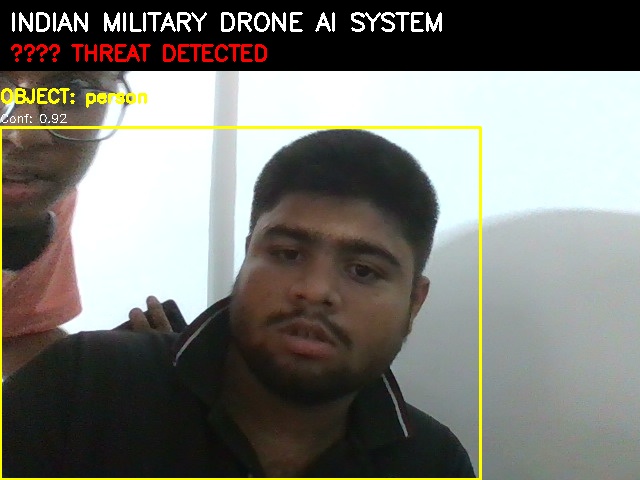 INDIAN MILITARY DRONE AI SYSTEM
???? THREAT DETECTED
OBJECT: person
Conf: 0.92